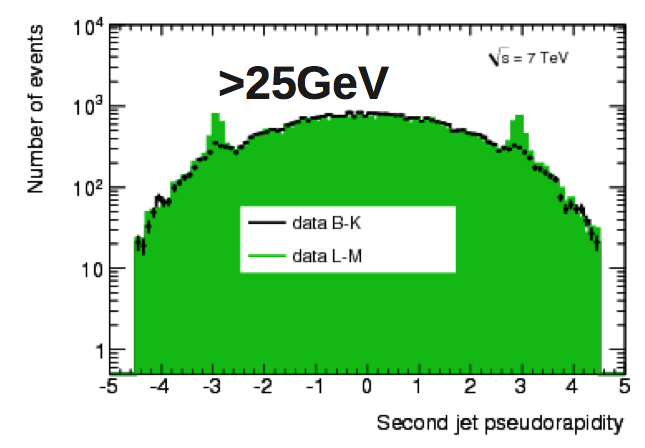 Number of events
10⁴
10³
10²
10
1
>25GeV
√s = 7 TeV
data B-K
data L-M
-5 -4 -3 -2 -1 0 1 2 3 4 5
Second jet pseudorapidity